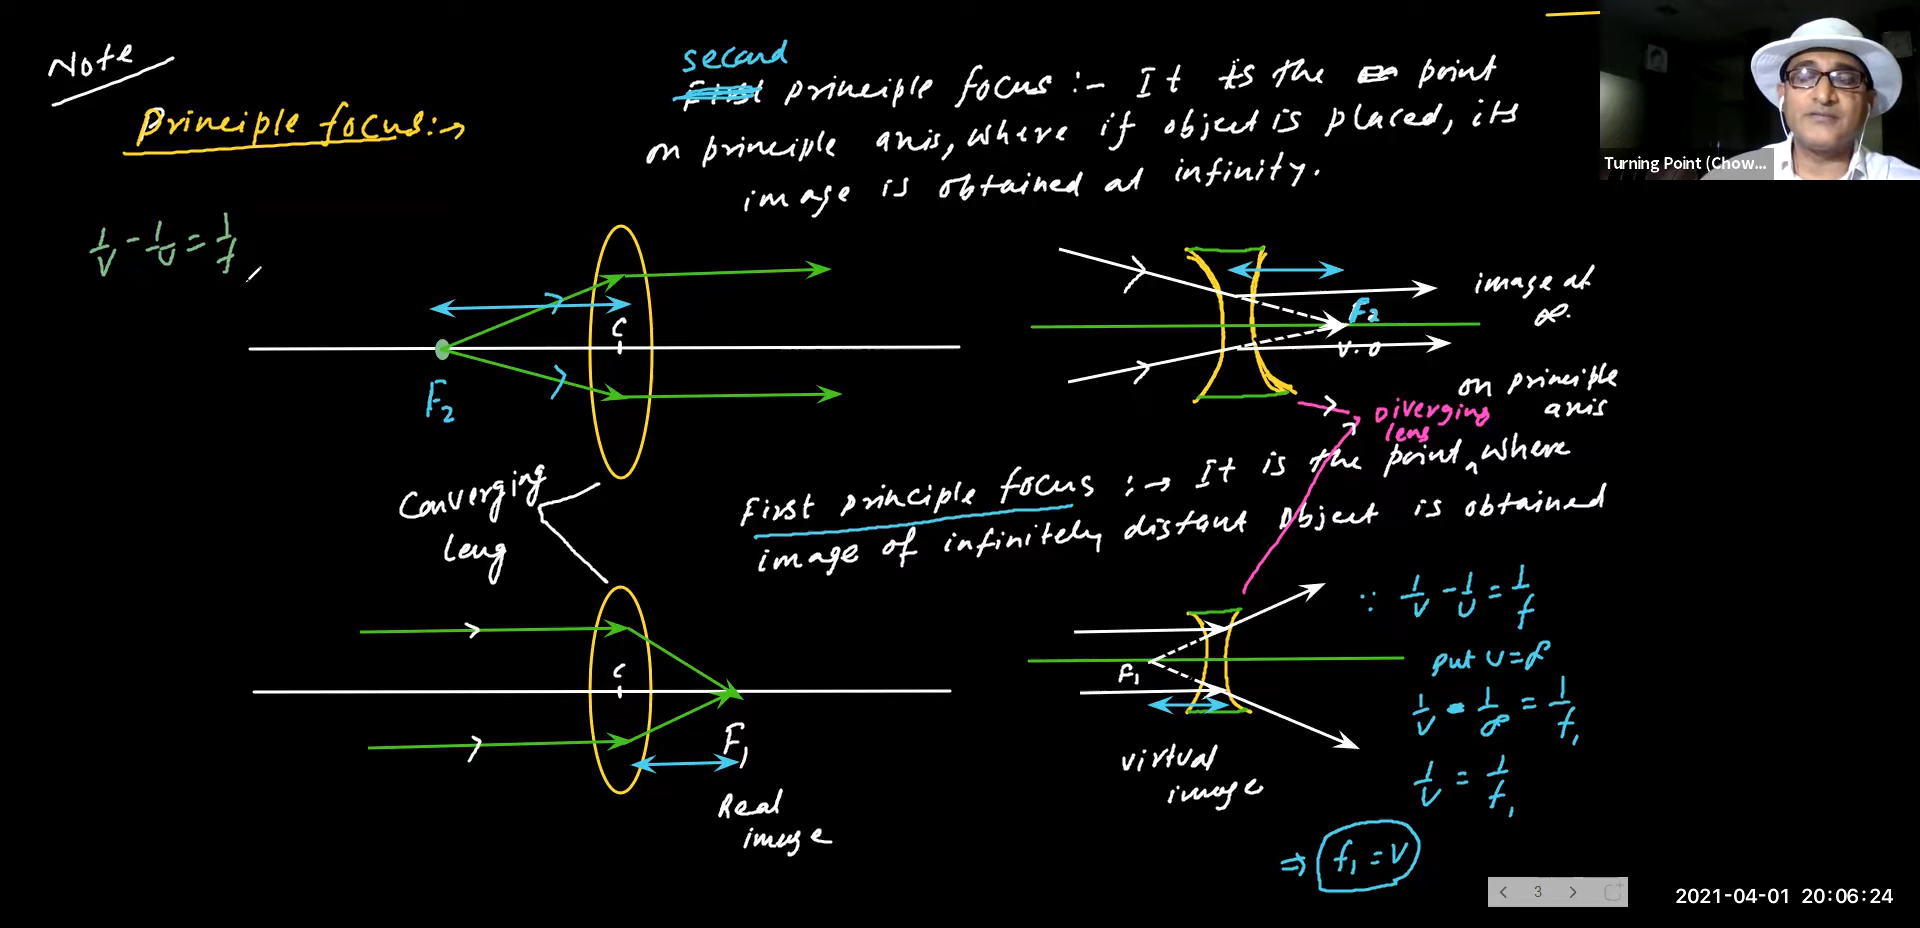 Note
Principle focus:→
second
First principle focus :- It is the point
on principle axis, where if object is placed, its
image is obtained at infinity.
1/v - 1/u = 1/f
C
F2
F2
v.o
image at
∞.
on principle
axis
Diverging
lens
Converging
leng
First principle focus :→ It is the point ^ where
image of infinitely distant object is obtained
C
F1
Real
image
F1
virtual
image
∵ 1/v - 1/u = 1/f
put u=∞
1/v - 1/∞ = 1/f1
1/v = 1/f1
⇒ f1 = v
Turning Point (Chow...
3
2021-04-01 20:06:24